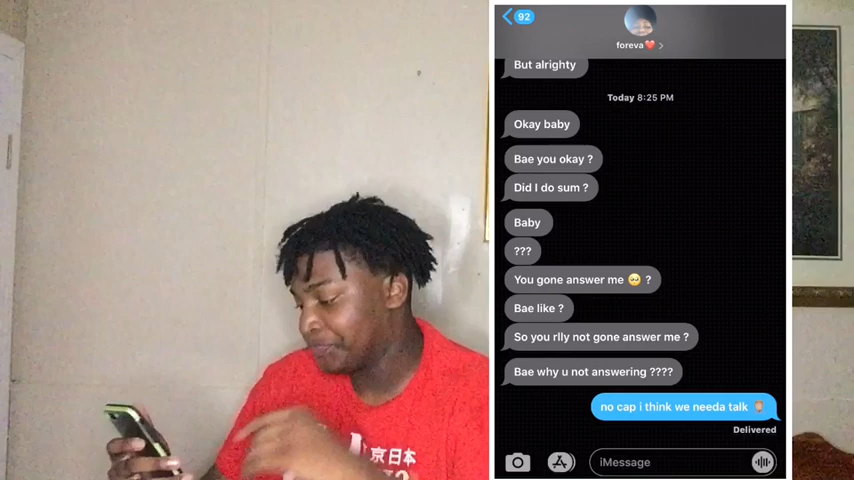 92
foreva❤️ >
But alrighty
Today 8:25 PM
Okay baby
Bae you okay ?
Did I do sum ?
Baby
???
You gone answer me 🥺 ?
Bae like ?
So you rlly not gone answer me ?
Bae why u not answering ????
no cap i think we needa talk
Delivered
iMessage
京日本